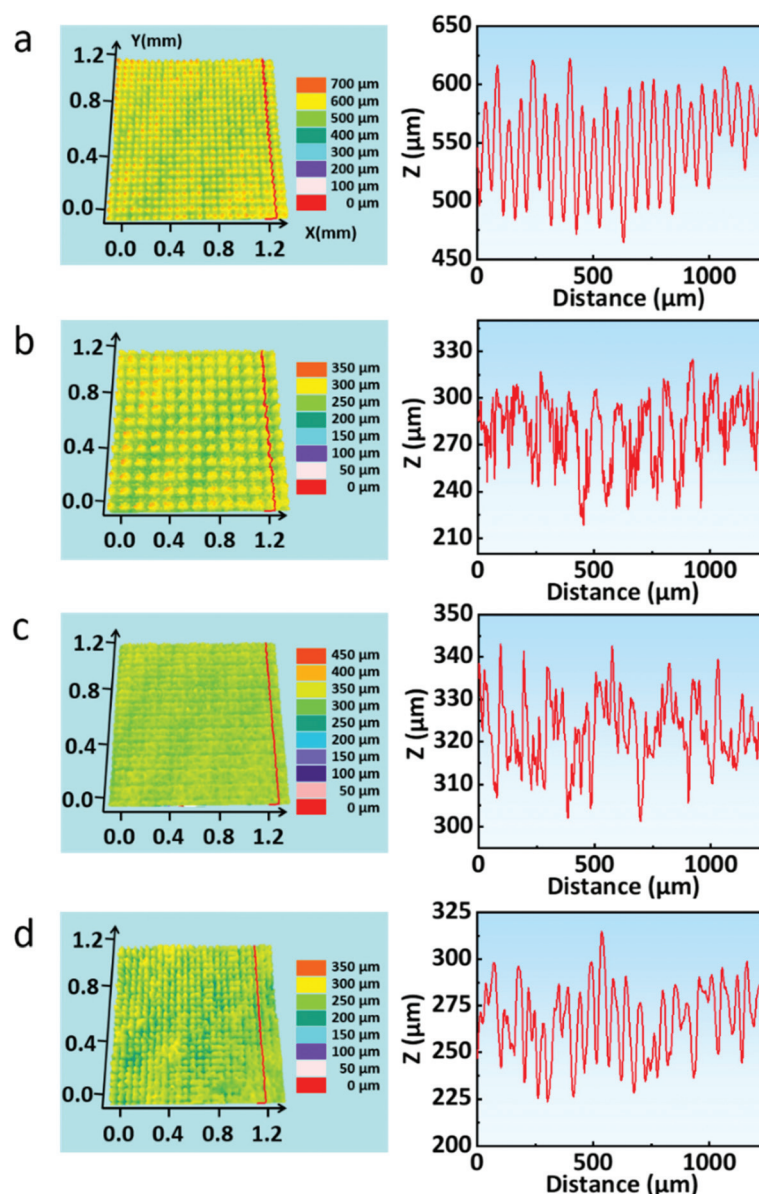 a
Y(mm)
1.2
0.8
0.4
0.0
0.0 0.4 0.8 1.2
X(mm)
700 µm
600 µm
500 µm
400 µm
300 µm
200 µm
100 µm
0 µm
Z (µm)
650
600
550
500
450
0 500 1000
Distance (µm)
b
1.2
0.8
0.4
0.0
0.0 0.4 0.8 1.2
350 µm
300 µm
250 µm
200 µm
150 µm
100 µm
50 µm
0 µm
Z (µm)
330
300
270
240
210
0 500 1000
Distance (µm)
c
1.2
0.8
0.4
0.0
0.0 0.4 0.8 1.2
450 µm
400 µm
350 µm
300 µm
250 µm
200 µm
150 µm
100 µm
50 µm
0 µm
Z (µm)
350
340
330
320
310
300
0 500 1000
Distance (µm)
d
1.2
0.8
0.4
0.0
0.0 0.4 0.8 1.2
350 µm
300 µm
250 µm
200 µm
150 µm
100 µm
50 µm
0 µm
Z (µm)
325
300
275
250
225
200
0 500 1000
Distance (µm)